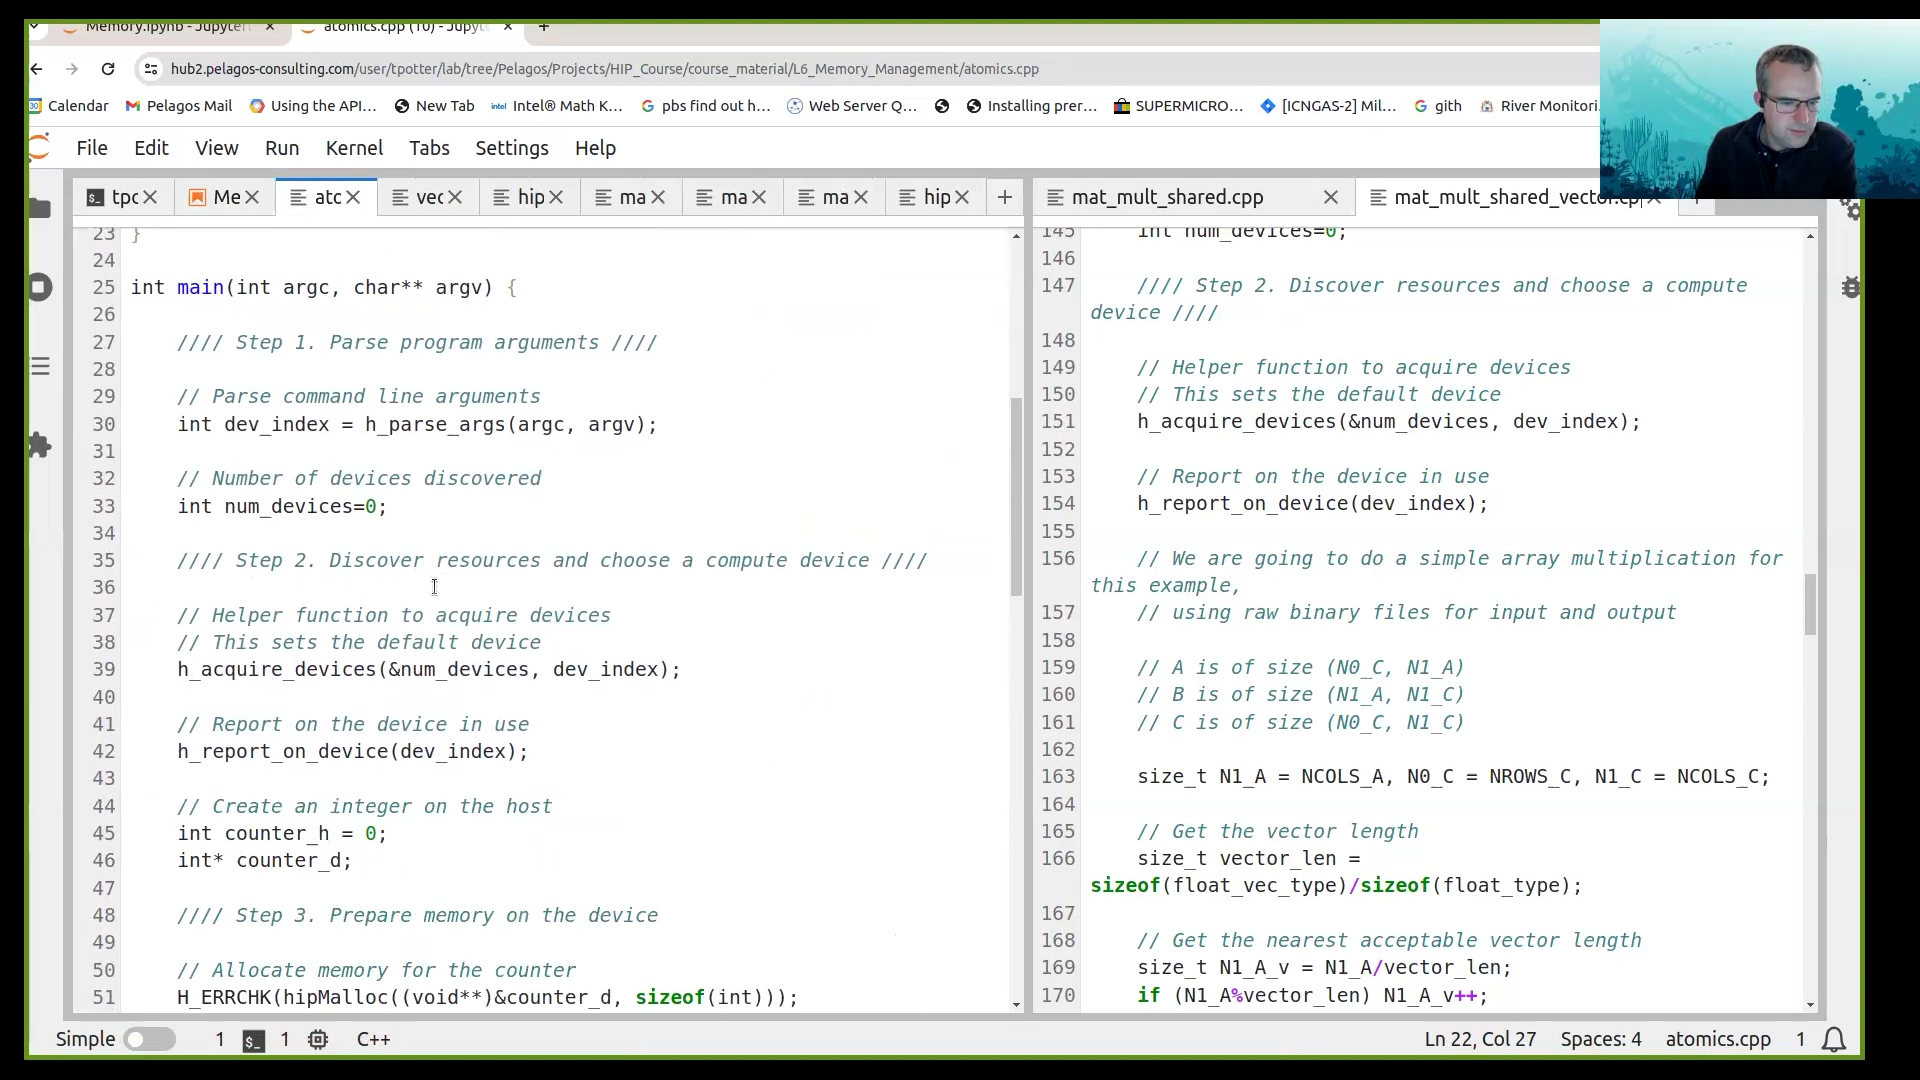 Memory.ipynb - Jupyter
atomics.cpp (10) - Jupyt
hub2.pelagos-consulting.com/user/tpotter/lab/tree/Pelagos/Projects/HIP_Course/course_material/L6_Memory_Management/atomics.cpp
Calendar Pelagos Mail Using the API... New Tab Intel® Math K... pbs find out h... Web Server Q... Installing prer... SUPERMICRO... [ICNGAS-2] Mil... gith River Monitori
File Edit View Run Kernel Tabs Settings Help
tpc Me atc vec hip ma ma ma hip
mat_mult_shared.cpp mat_mult_shared_vector.cp
23 }
24
25 int main(int argc, char** argv) {
26
27 //// Step 1. Parse program arguments ////
28
29 // Parse command line arguments
30 int dev_index = h_parse_args(argc, argv);
31
32 // Number of devices discovered
33 int num_devices=0;
34
35 //// Step 2. Discover resources and choose a compute device ////
36
37 // Helper function to acquire devices
38 // This sets the default device
39 h_acquire_devices(&num_devices, dev_index);
40
41 // Report on the device in use
42 h_report_on_device(dev_index);
43
44 // Create an integer on the host
45 int counter_h = 0;
46 int* counter_d;
47
48 //// Step 3. Prepare memory on the device
49
50 // Allocate memory for the counter
51 H_ERRCHK(hipMalloc((void**)&counter_d, sizeof(int)));
145 int num_devices=0;
146
147 //// Step 2. Discover resources and choose a compute
device ////
148
149 // Helper function to acquire devices
150 // This sets the default device
151 h_acquire_devices(&num_devices, dev_index);
152
153 // Report on the device in use
154 h_report_on_device(dev_index);
155
156 // We are going to do a simple array multiplication for
this example,
157 // using raw binary files for input and output
158
159 // A is of size (N0_C, N1_A)
160 // B is of size (N1_A, N1_C)
161 // C is of size (N0_C, N1_C)
162
163 size_t N1_A = NCOLS_A, N0_C = NROWS_C, N1_C = NCOLS_C;
164
165 // Get the vector length
166 size_t vector_len =
sizeof(float_vec_type)/sizeof(float_type);
167
168 // Get the nearest acceptable vector length
169 size_t N1_A_v = N1_A/vector_len;
170 if (N1_A%vector_len) N1_A_v++;
Simple 1 $_ 1 C++ Ln 22, Col 27 Spaces: 4 atomics.cpp 1